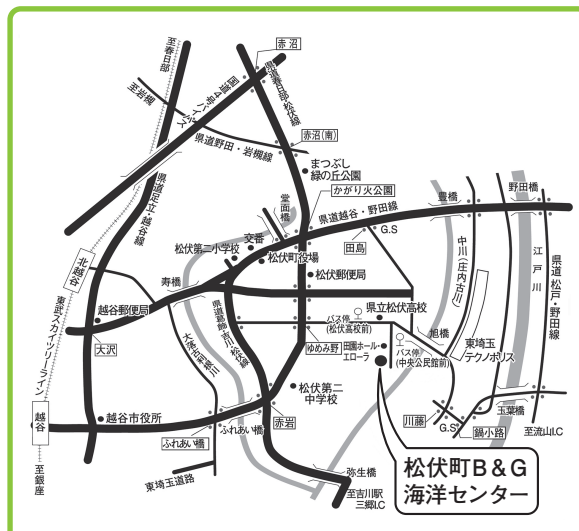 至春日部
至岩槻
国道4号バイパス
赤沼
県道春日部・松伏線
赤沼(南)
県道野田・岩槻線
まつぶし
緑の丘公園
県道足立・越谷線
堂面橋
かがり火公園
県道越谷・野田線
豊橋
野田橋
交番
松伏第二小学校
松伏町役場
田島
G.S
中川(庄内古川)
江戸川
県道松戸・野田線
北越谷
寿橋
松伏郵便局
越谷郵便局
県道葛飾吉川・松伏線
バス停
(松伏高校前)
県立松伏高校
旭橋
東埼玉
テクノポリス
東武スカイツリーライン
大沢
大落古利根川
ゆめみ野
田園ホール・
エローラ
バス停
(中央公民館前)
松伏第二
中学校
越谷
越谷市役所
ふれあい橋
ふれあい橋
赤岩
川藤
G.S
鍋小路
玉葉橋
至流山I.C
至銀座
東埼玉道路
弥生橋
至吉川駅
三郷I.C
松伏町B&G
海洋センター